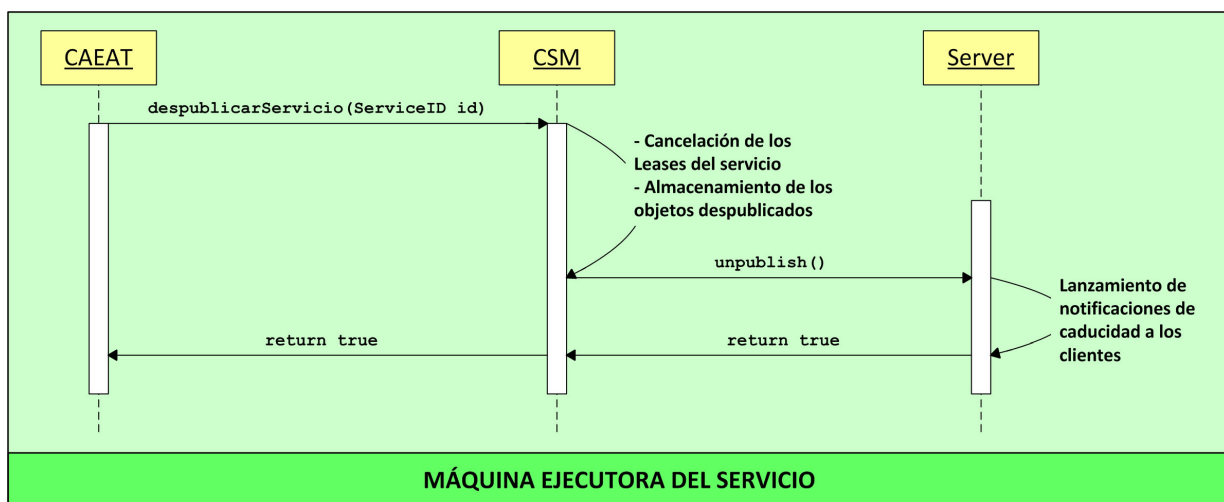 CAEAT
CSM
Server
despublicarServicio(ServiceID id)
- Cancelación de los
Leases del servicio
- Almacenamiento de los
objetos despublicados
unpublish()
Lanzamiento de
notificaciones de
caducidad a los
clientes
return true
return true
MÁQUINA EJECUTORA DEL SERVICIO